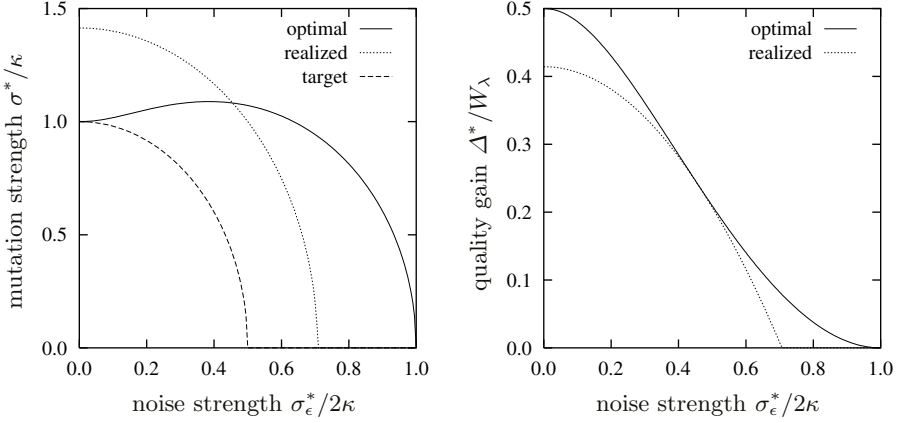 mutation strength σ*/κ
1.5
1.0
0.5
0.0
optimal
realized
target
0.0 0.2 0.4 0.6 0.8 1.0
noise strength σ*ϵ/2κ
quality gain Δ*/Wλ
0.5
0.4
0.3
0.2
0.1
0.0
optimal
realized
0.0 0.2 0.4 0.6 0.8 1.0
noise strength σ*ϵ/2κ